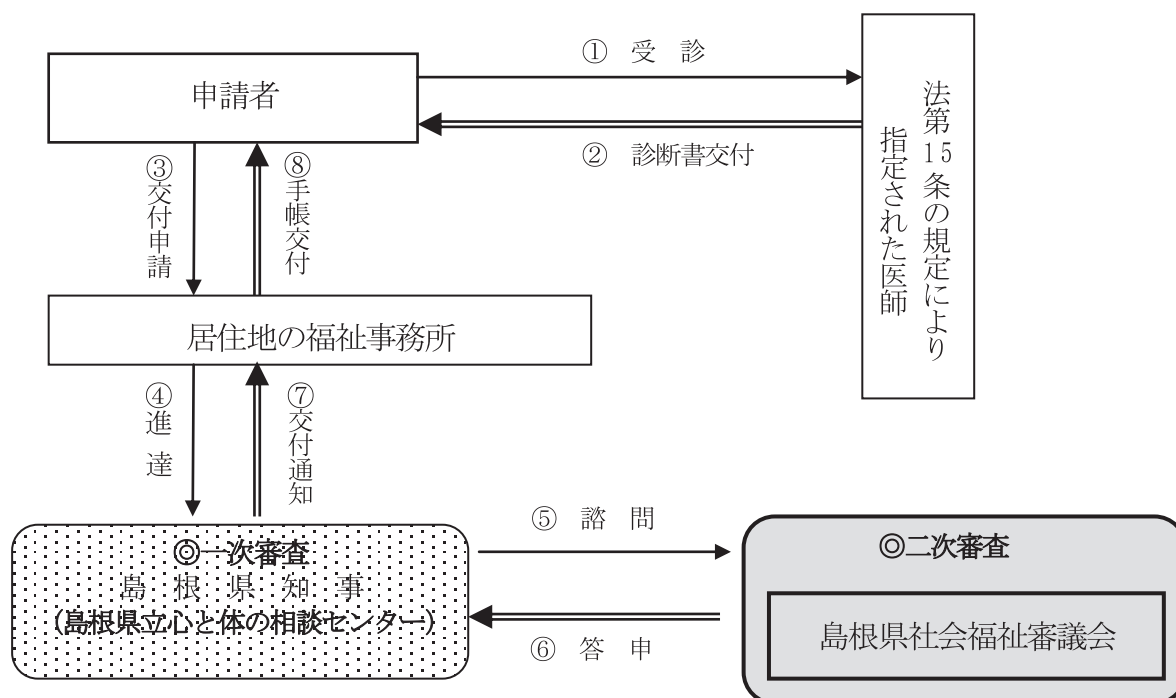 ① 受 診
申請者
② 診断書交付
法第15条の規定により
指定された医師
③交付申請
⑧手帳交付
居住地の福祉事務所
④進 達
⑦交付通知
◎一次審査
島 根 県 知 事
(島根県立心と体の相談センター)
⑤ 諮 問
⑥ 答 申
◎二次審査
島根県社会福祉審議会